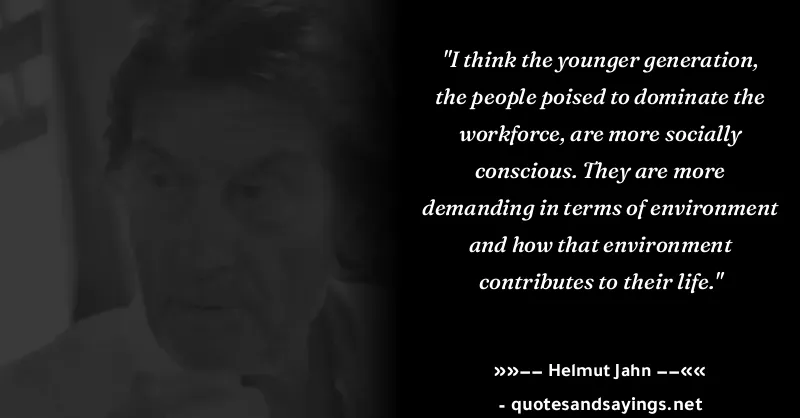 "I think the younger generation,
the people poised to dominate the
workforce, are more socially
conscious. They are more
demanding in terms of environment
and how that environment
contributes to their life."
»»−− Helmut Jahn −−««
- quotesandsayings.net